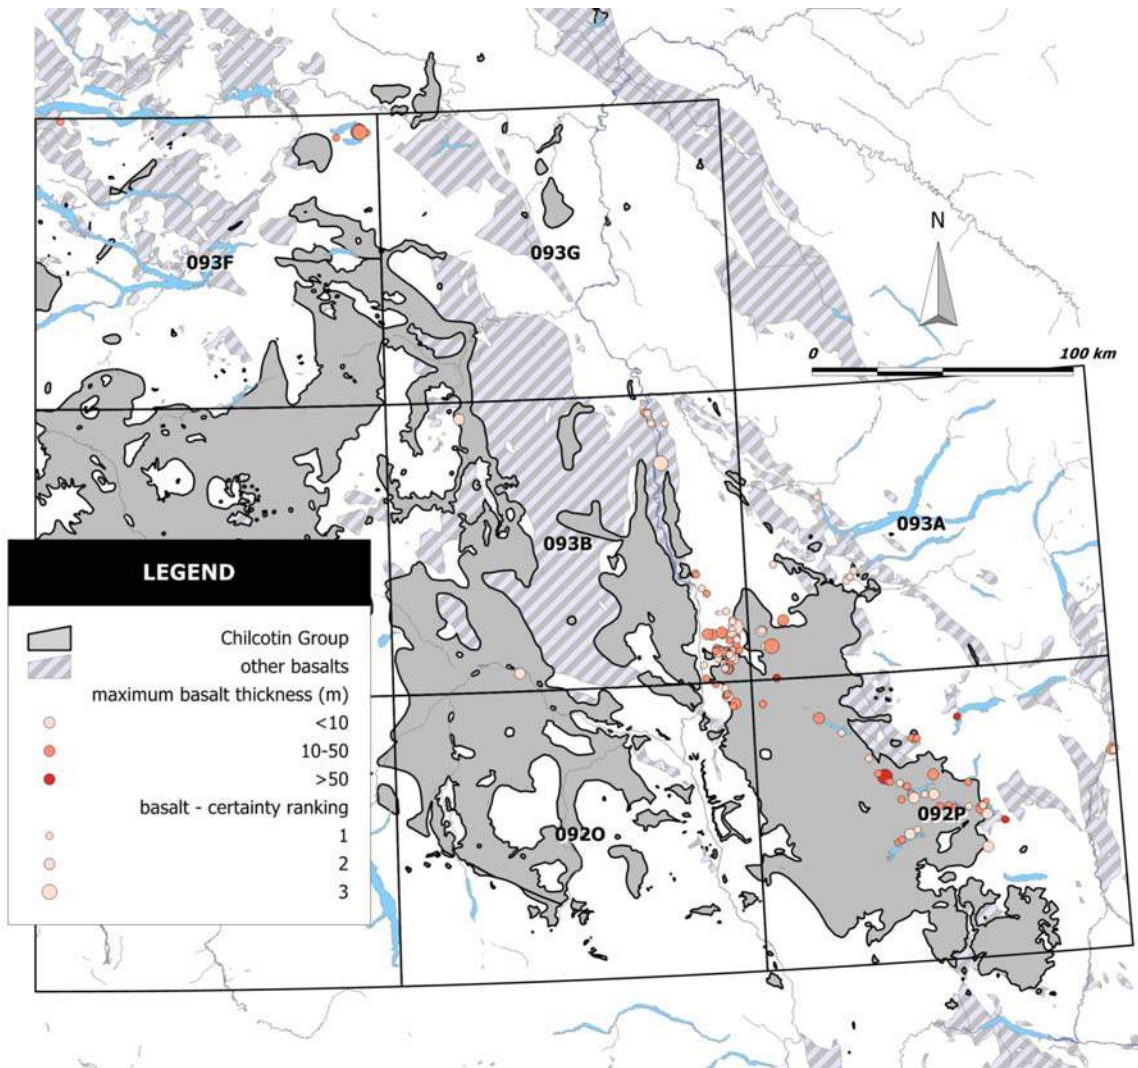 093F
093G
N
0 100 km
093A
093B
LEGEND
Chilcotin Group
other basalts
maximum basalt thickness (m)
<10
10-50
>50
basalt - certainty ranking
1
2
3
092O
092P